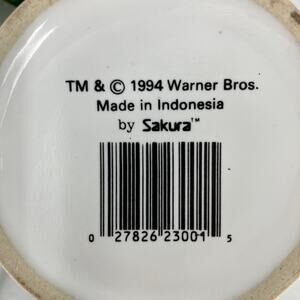 TM & © 1994 Warner Bros.
Made in Indonesia
by Sakura™
0 27826 23001 5